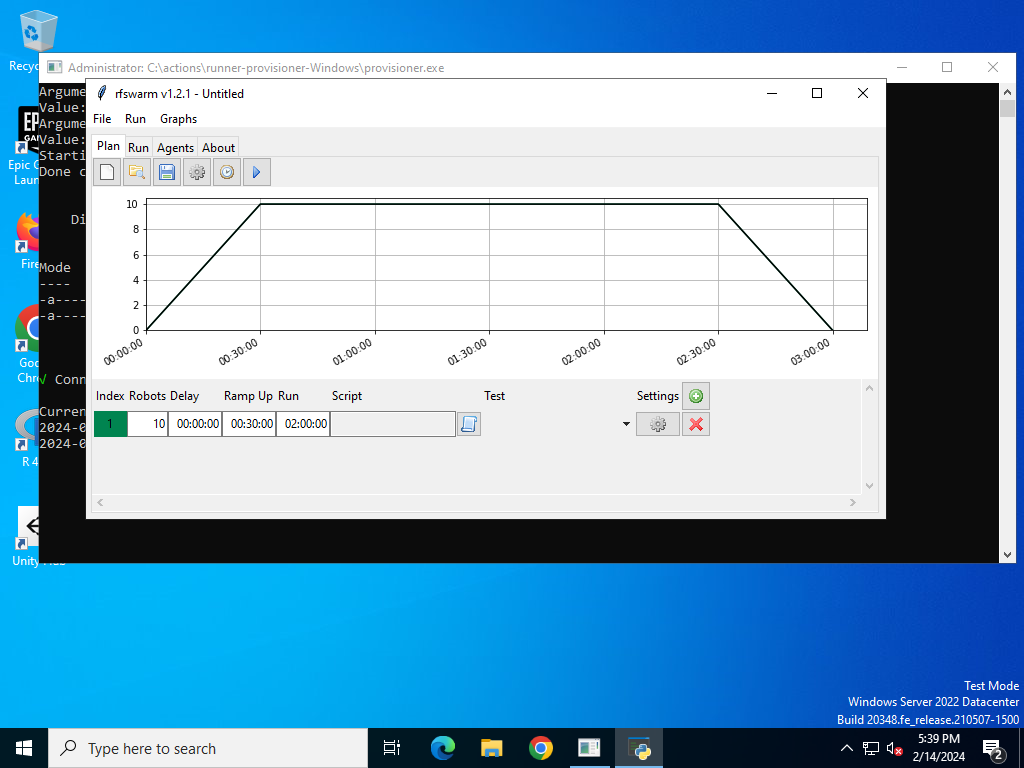 Administrator: C:\actions\runner-provisioner-Windows\provisioner.exe
Argume
Value:
Argume
Value:
Starti
Done c
Di
Mode
----
-a----
-a----
√ Conn
Curren
2024-0
2024-0
rfswarm v1.2.1 - Untitled
File Run Graphs
Plan Run Agents About
10
8
6
4
2
0
00:00:00 00:30:00 01:00:00 01:30:00 02:00:00 02:30:00 03:00:00
Index Robots Delay Ramp Up Run Script Test Settings
1 10 00:00:00 00:30:00 02:00:00
Recyc
Epic G
Laun
Fire
Goo
Chr
R 4
Unity Hub
Test Mode
Windows Server 2022 Datacenter
Build 20348.fe_release.210507-1500
Type here to search
5:39 PM
2/14/2024
2